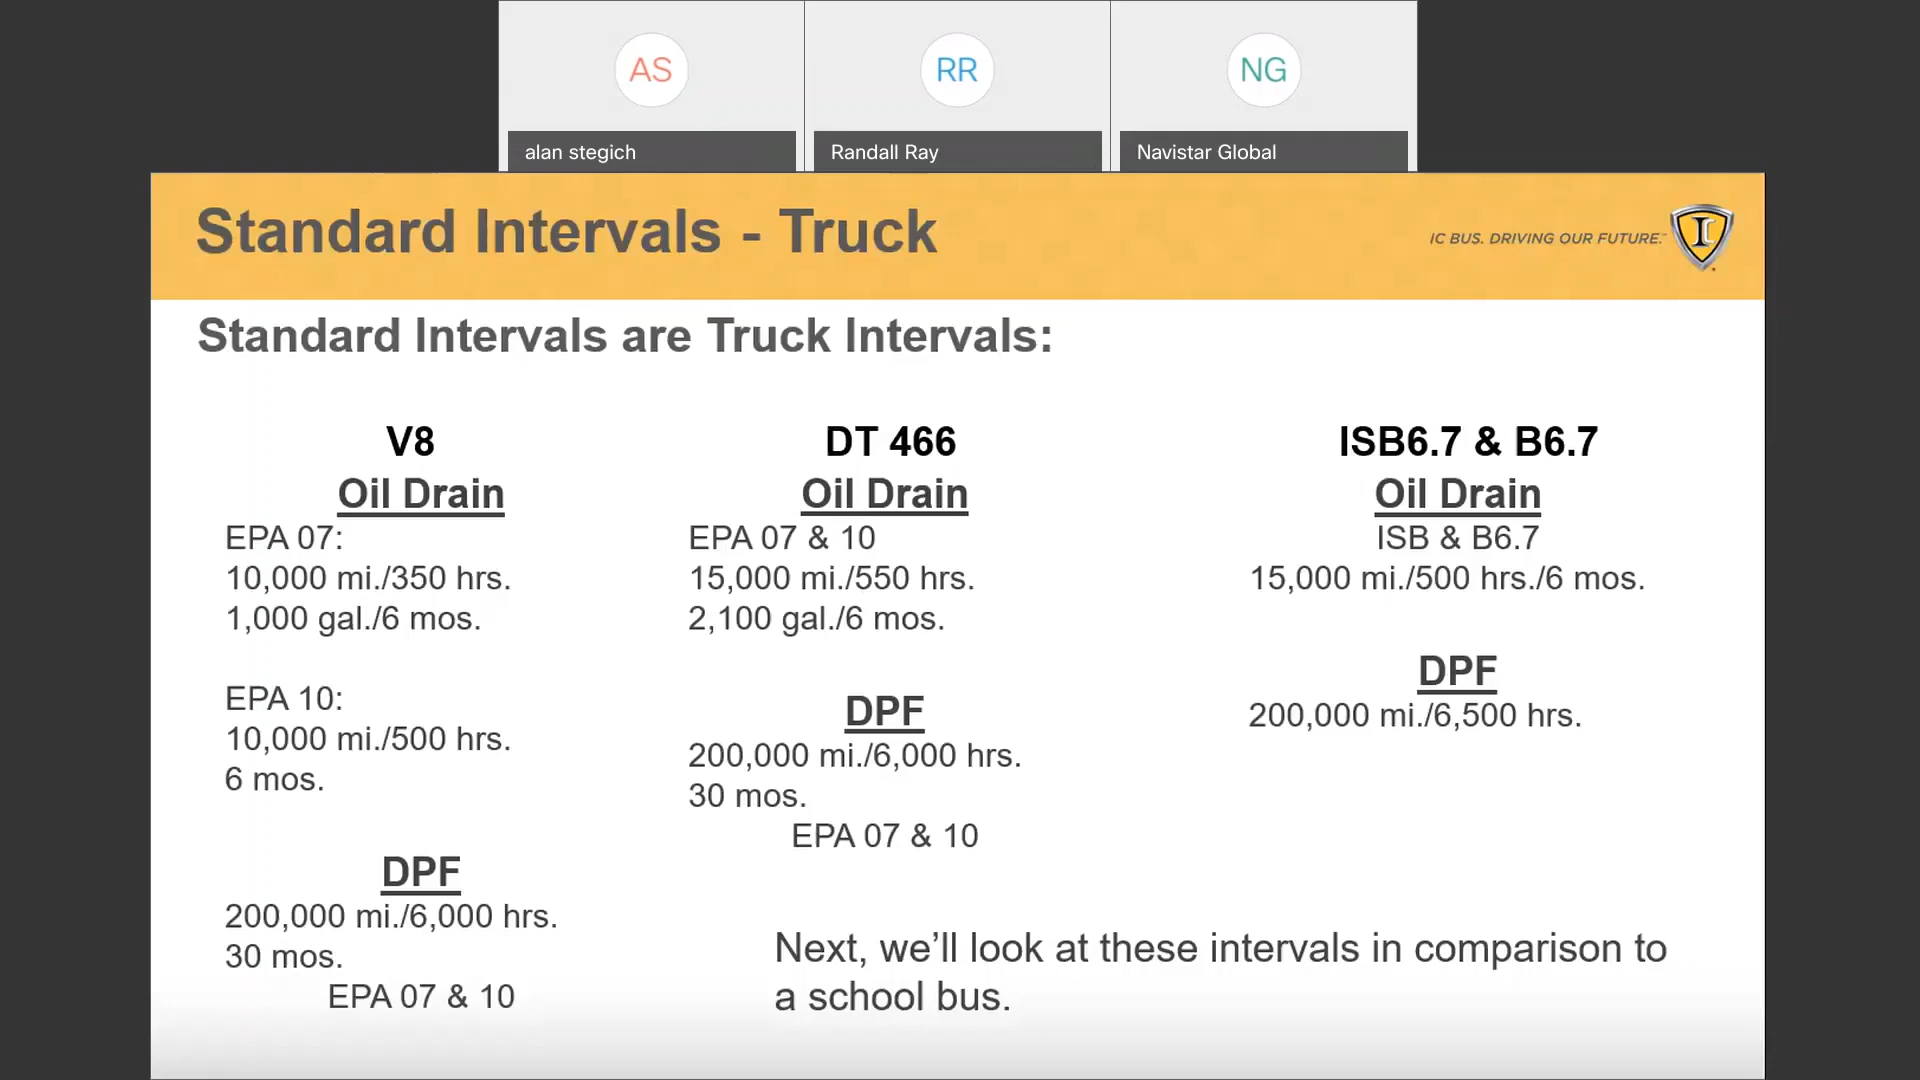 AS
RR
NG
alan stegich
Randall Ray
Navistar Global
Standard Intervals - Truck
IC BUS. DRIVING OUR FUTURE.™
I
Standard Intervals are Truck Intervals:
V8
Oil Drain
EPA 07:
10,000 mi./350 hrs.
1,000 gal./6 mos.
EPA 10:
10,000 mi./500 hrs.
6 mos.
DPF
200,000 mi./6,000 hrs.
30 mos.
EPA 07 & 10
DT 466
Oil Drain
EPA 07 & 10
15,000 mi./550 hrs.
2,100 gal./6 mos.
DPF
200,000 mi./6,000 hrs.
30 mos.
EPA 07 & 10
ISB6.7 & B6.7
Oil Drain
ISB & B6.7
15,000 mi./500 hrs./6 mos.
DPF
200,000 mi./6,500 hrs.
Next, we’ll look at these intervals in comparison to
a school bus.